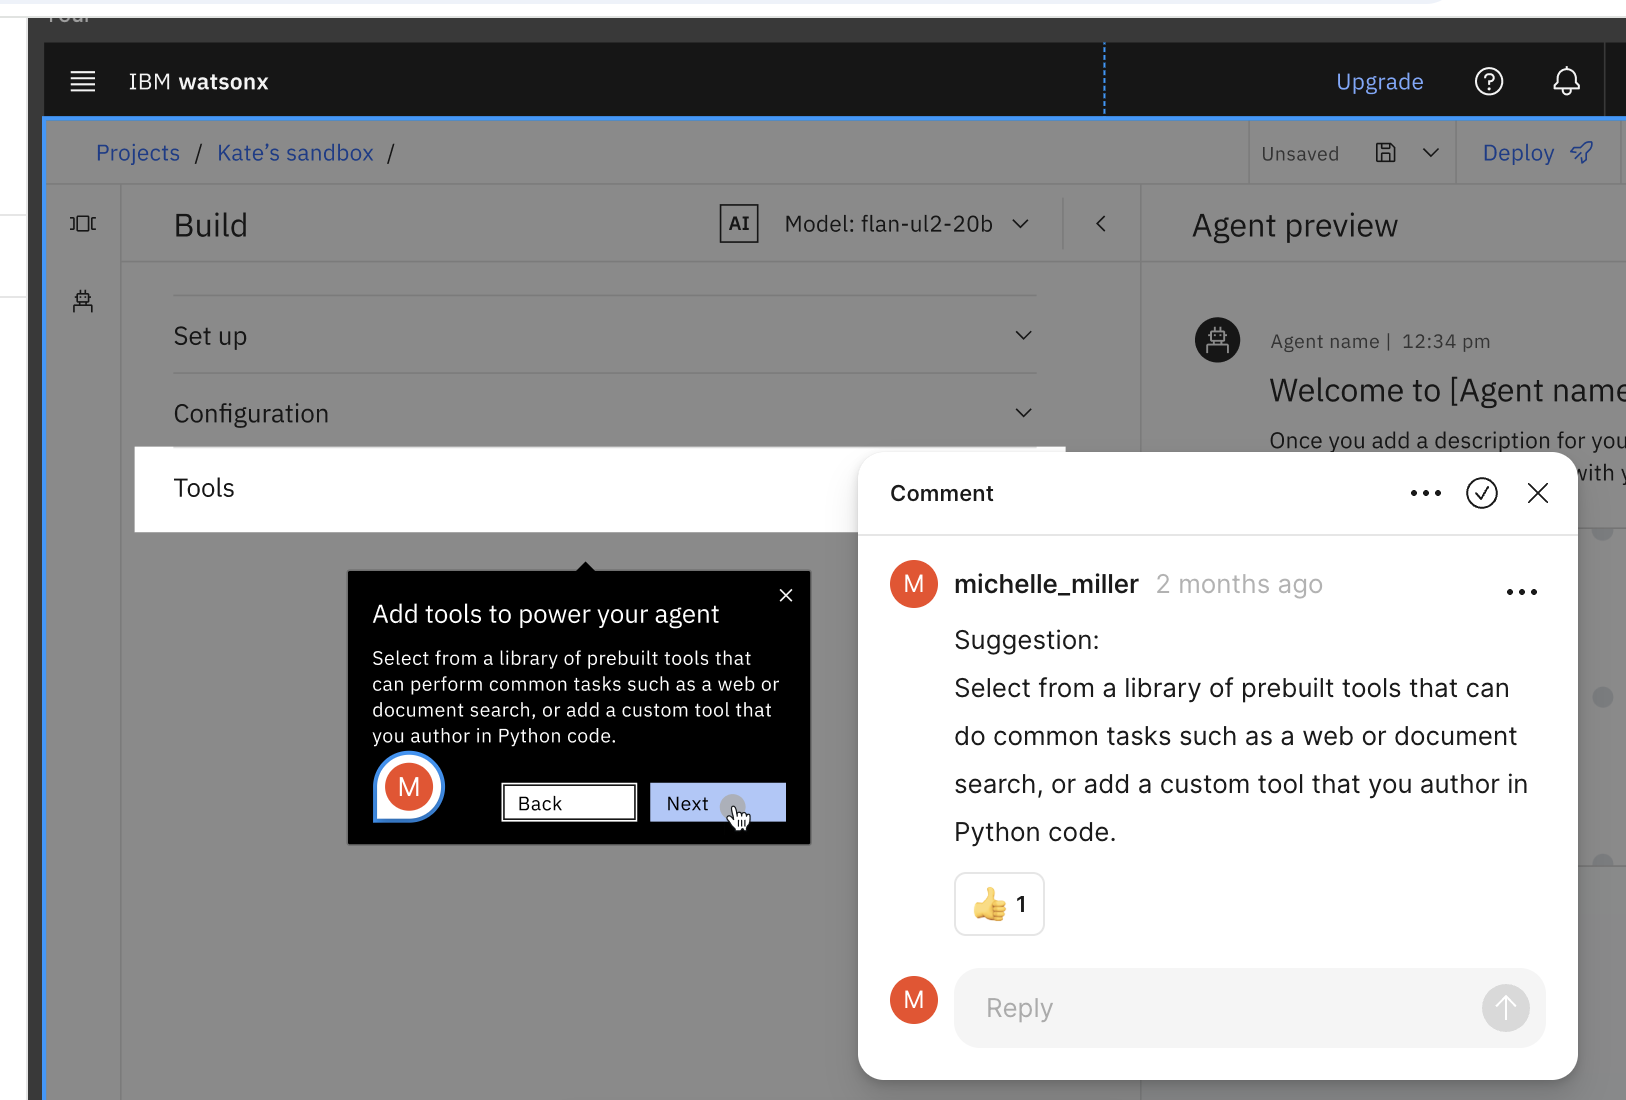 IBM watsonx
Upgrade
Projects / Kate's sandbox /
Unsaved
Deploy
Build
AI
Model: flan-ul2-20b
Agent preview
Set up
Agent name | 12:34 pm
Welcome to [Agent name
Configuration
Once you add a description for you
with y
Tools
Add tools to power your agent
Select from a library of prebuilt tools that
can perform common tasks such as a web or
document search, or add a custom tool that
you author in Python code.
M
Back
Next
Comment
M
michelle_miller 2 months ago
Suggestion:
Select from a library of prebuilt tools that can
do common tasks such as a web or document
search, or add a custom tool that you author in
Python code.
👍 1
M
Reply